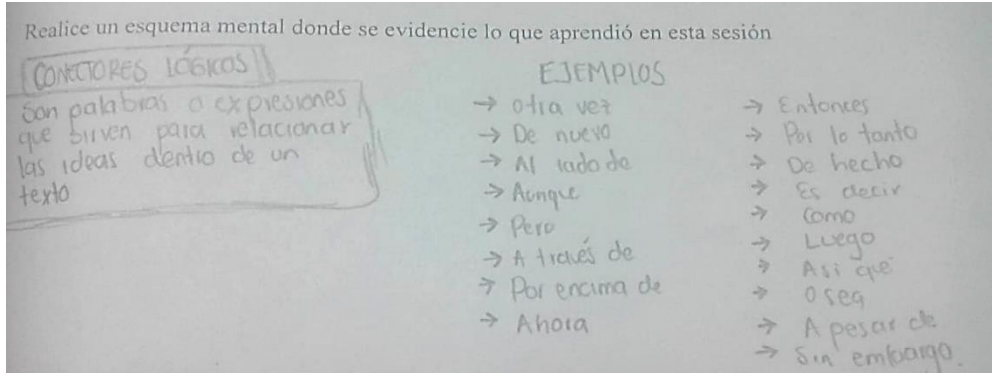 Realice un esquema mental donde se evidencie lo que aprendió en esta sesión
CONECTORES LÓGICOS
Son palabras o expresiones
que sirven para relacionar
las ideas dentro de un
texto
EJEMPLOS
→ otra vez
→ De nuevo
→ Al lado de
→ Aunque
→ Pero
→ A través de
→ Por encima de
→ Ahora
→ Entonces
→ Por lo tanto
→ De hecho
→ Es decir
→ Como
→ Luego
→ Asi que
→ O sea
→ A pesar de
→ Sin embargo.